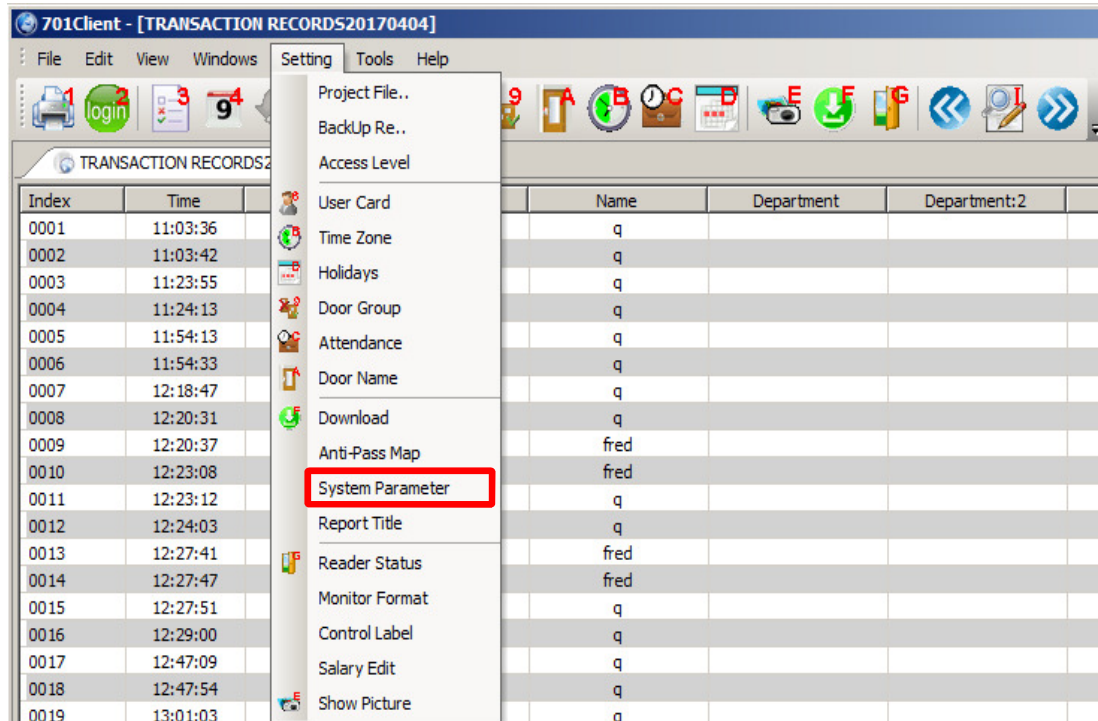 701Client - [TRANSACTION RECORDS20170404]
File Edit View Windows Setting Tools Help
1 login 2 3 9 4 9 A B C D E F G I
TRANSACTION RECORDS2
Project File..
BackUp Re..
Access Level
User Card
Time Zone
Holidays
Door Group
Attendance
Door Name
Download
Anti-Pass Map
System Parameter
Report Title
Reader Status
Monitor Format
Control Label
Salary Edit
Show Picture
Index Time Name Department Department:2
0001 11:03:36 q
0002 11:03:42 q
0003 11:23:55 q
0004 11:24:13 q
0005 11:54:13 q
0006 11:54:33 q
0007 12:18:47 q
0008 12:20:31 q
0009 12:20:37 fred
0010 12:23:08 fred
0011 12:23:12 q
0012 12:24:03 q
0013 12:27:41 fred
0014 12:27:47 fred
0015 12:27:51 q
0016 12:29:00 q
0017 12:47:09 q
0018 12:47:54 q
0019 13:01:03 q